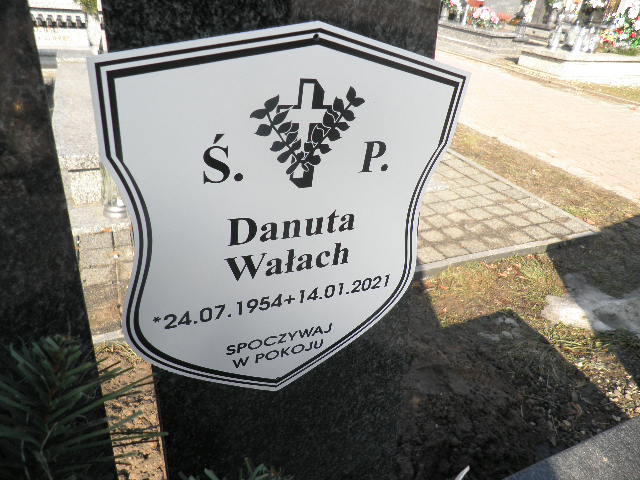 Ś. P.
Danuta
Wałach
*24.07.1954+14.01.2021
SPOCZYWAJ
W POKOJU